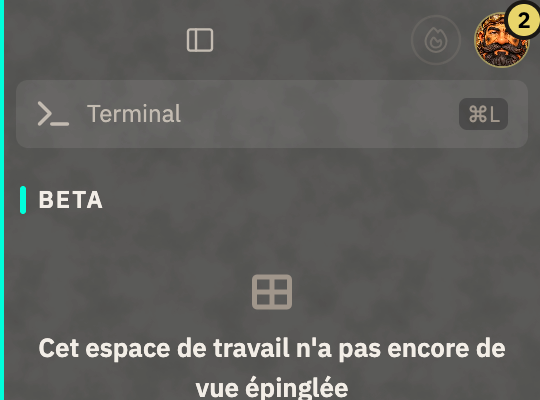 2
Terminal
⌘L
BETA
Cet espace de travail n'a pas encore de
vue épinglée